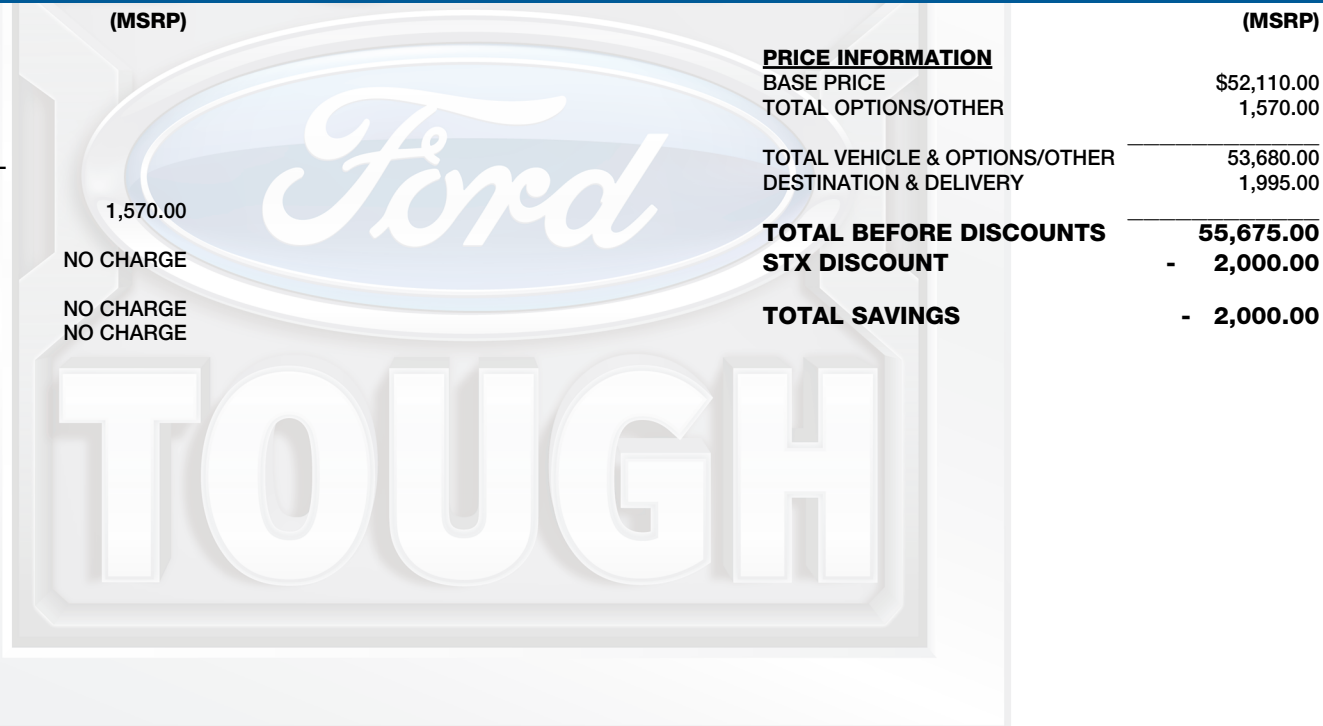 (MSRP)
1,570.00
NO CHARGE
NO CHARGE
NO CHARGE
(MSRP)
PRICE INFORMATION
BASE PRICE $52,110.00
TOTAL OPTIONS/OTHER 1,570.00
TOTAL VEHICLE & OPTIONS/OTHER 53,680.00
DESTINATION & DELIVERY 1,995.00
TOTAL BEFORE DISCOUNTS 55,675.00
STX DISCOUNT - 2,000.00
TOTAL SAVINGS - 2,000.00
Ford
TOUGH